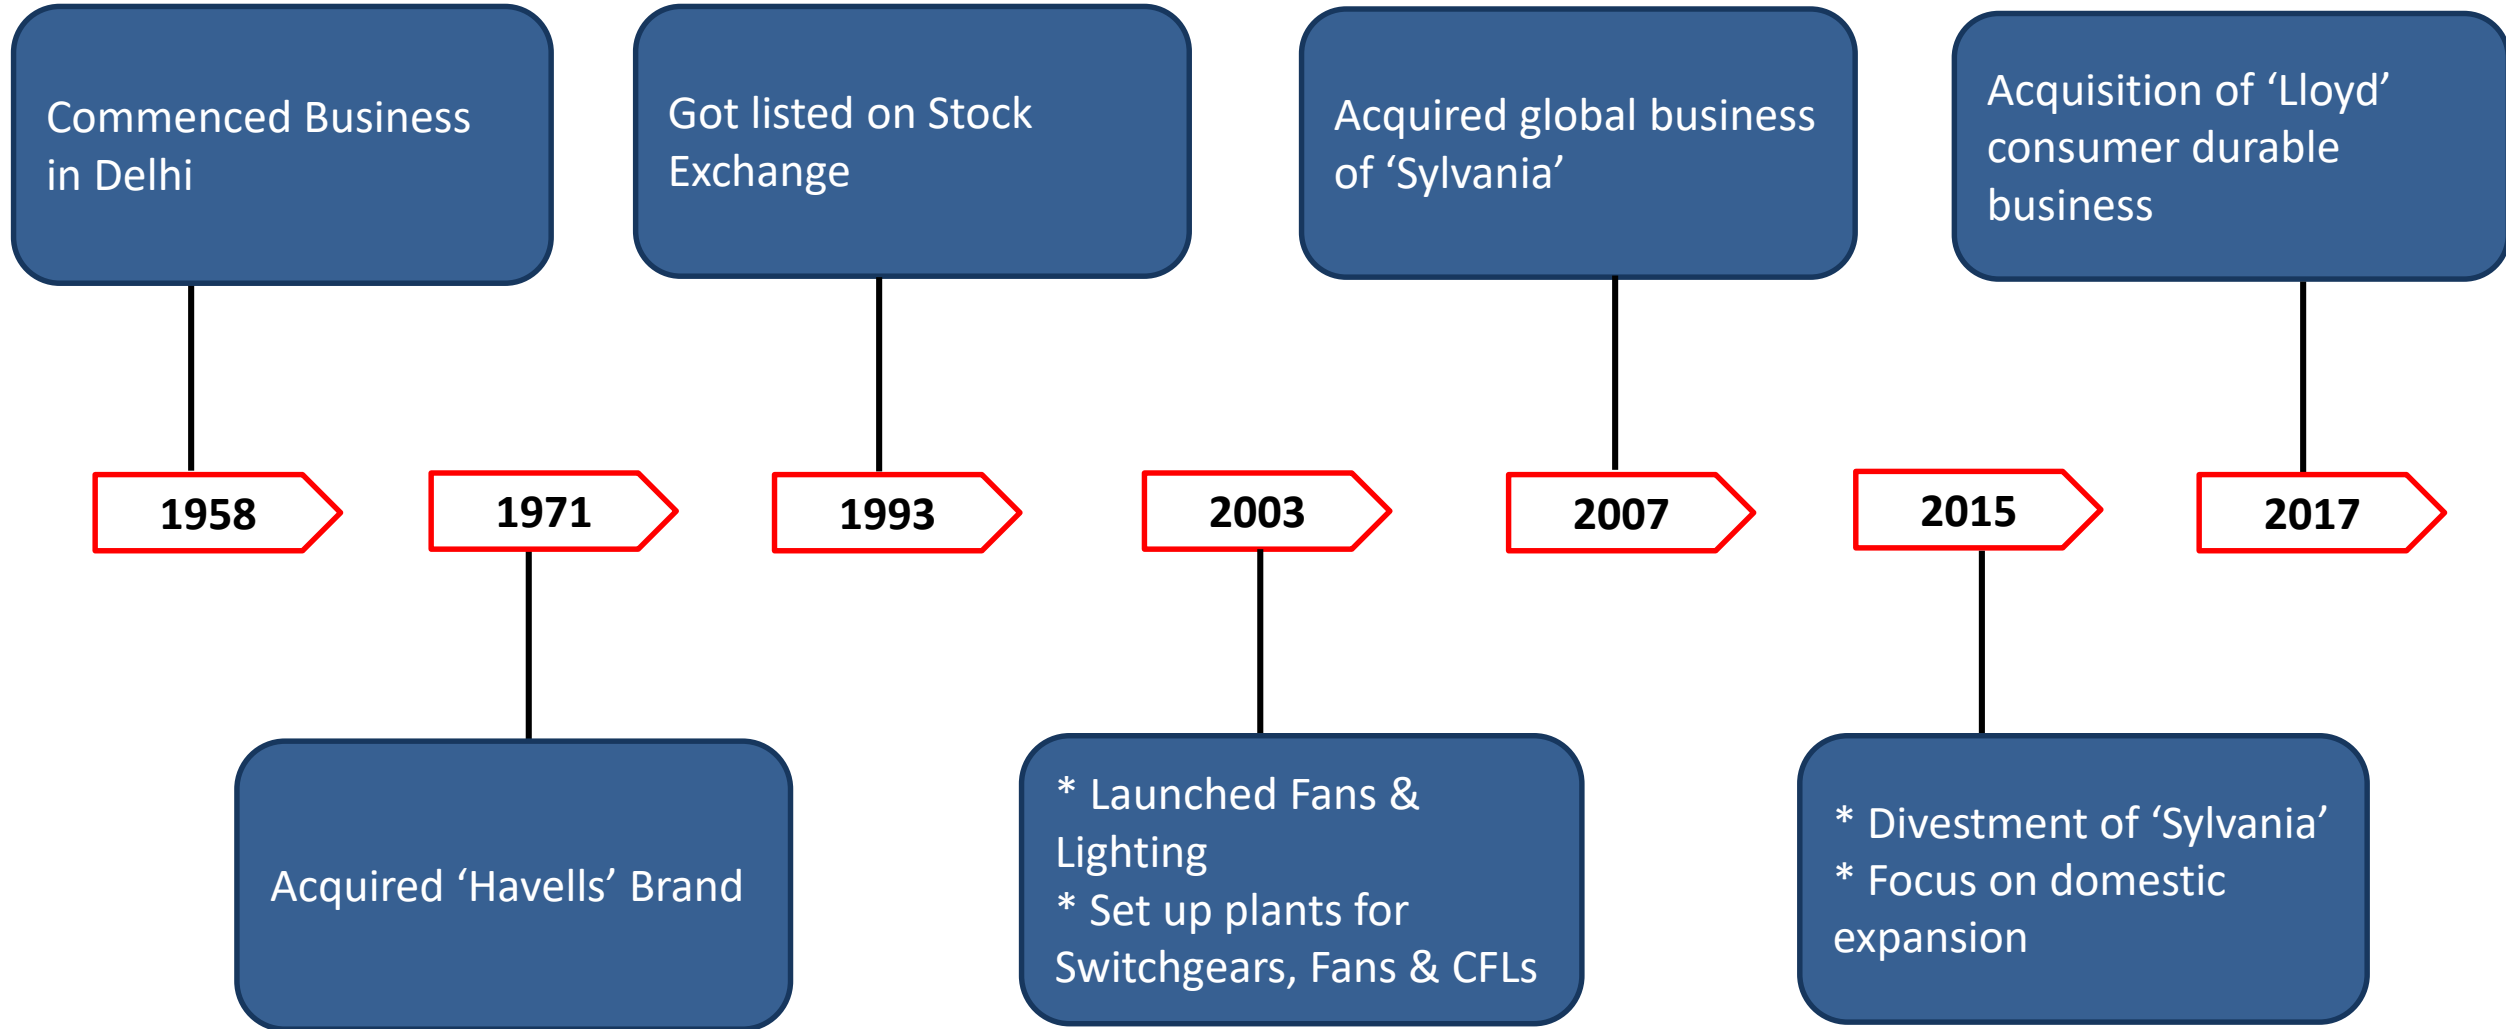 Commenced Business
in Delhi
Got listed on Stock
Exchange
Acquired global business
of ‘Sylvania’
Acquisition of ‘Lloyd’
consumer durable
business
1958
1971
1993
2003
2007
2015
2017
Acquired ‘Havells’ Brand
* Launched Fans &
Lighting
* Set up plants for
Switchgears, Fans & CFLs
* Divestment of ‘Sylvania’
* Focus on domestic
expansion